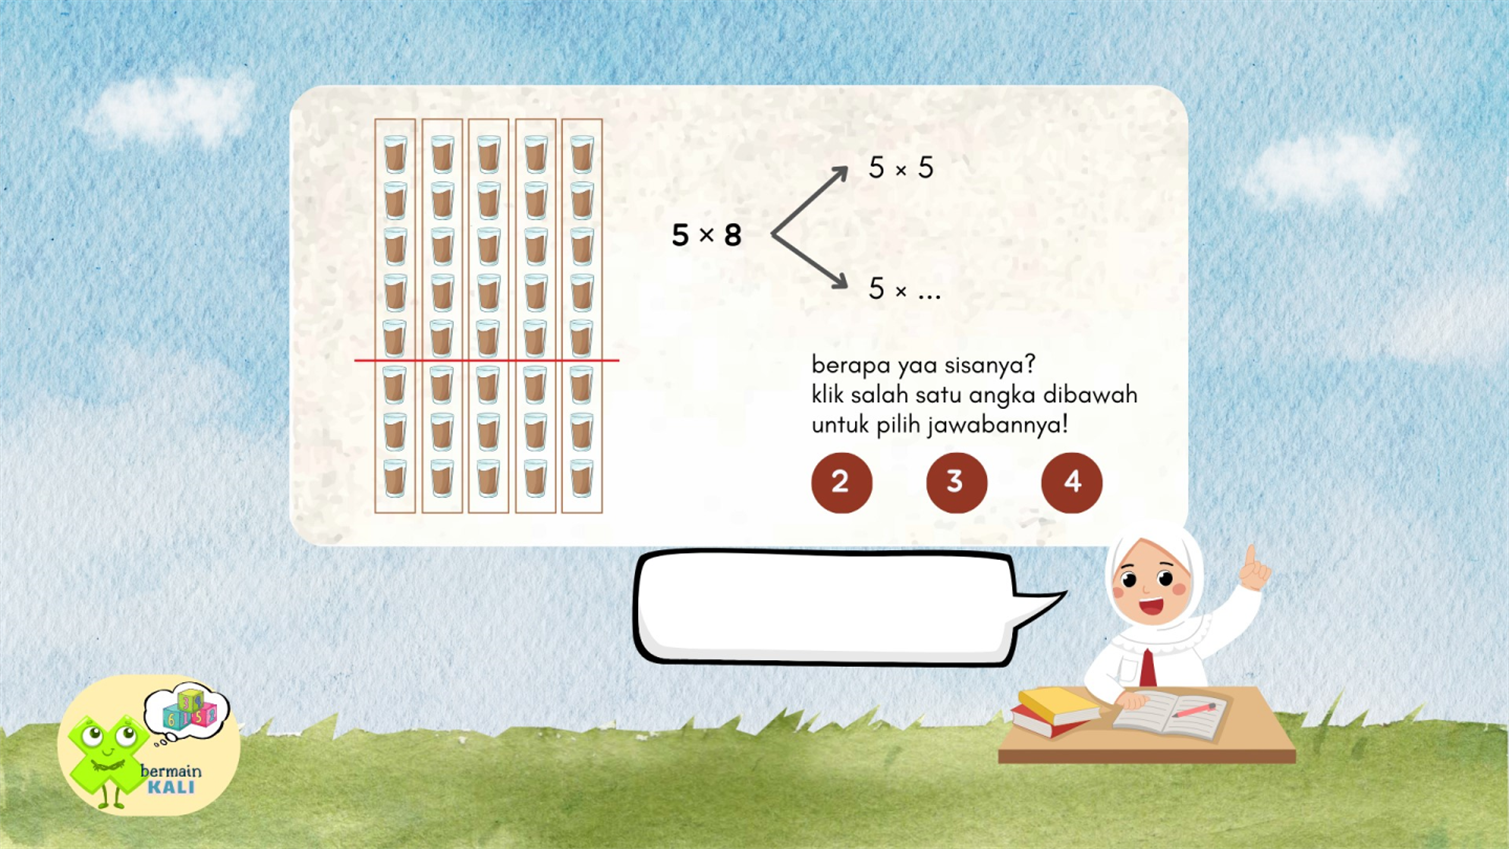 5 × 8
5 × 5
5 × ...
berapa yaa sisanya?
klik salah satu angka dibawah
untuk pilih jawabannya!
2 3 4
bermain
KALI